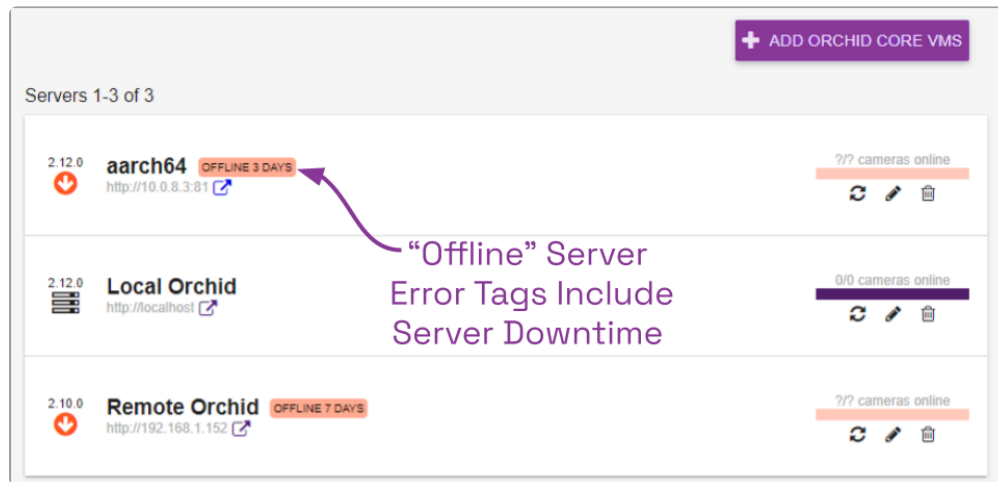 ADD ORCHID CORE VMS
Servers 1-3 of 3
2.12.0
aarch64 OFFLINE 3 DAYS
http://10.0.8.3:81
?/? cameras online
“Offline” Server
Error Tags Include
Server Downtime
2.12.0
Local Orchid
http://localhost
0/0 cameras online
2.10.0
Remote Orchid OFFLINE 7 DAYS
http://192.168.1.152
?/? cameras online